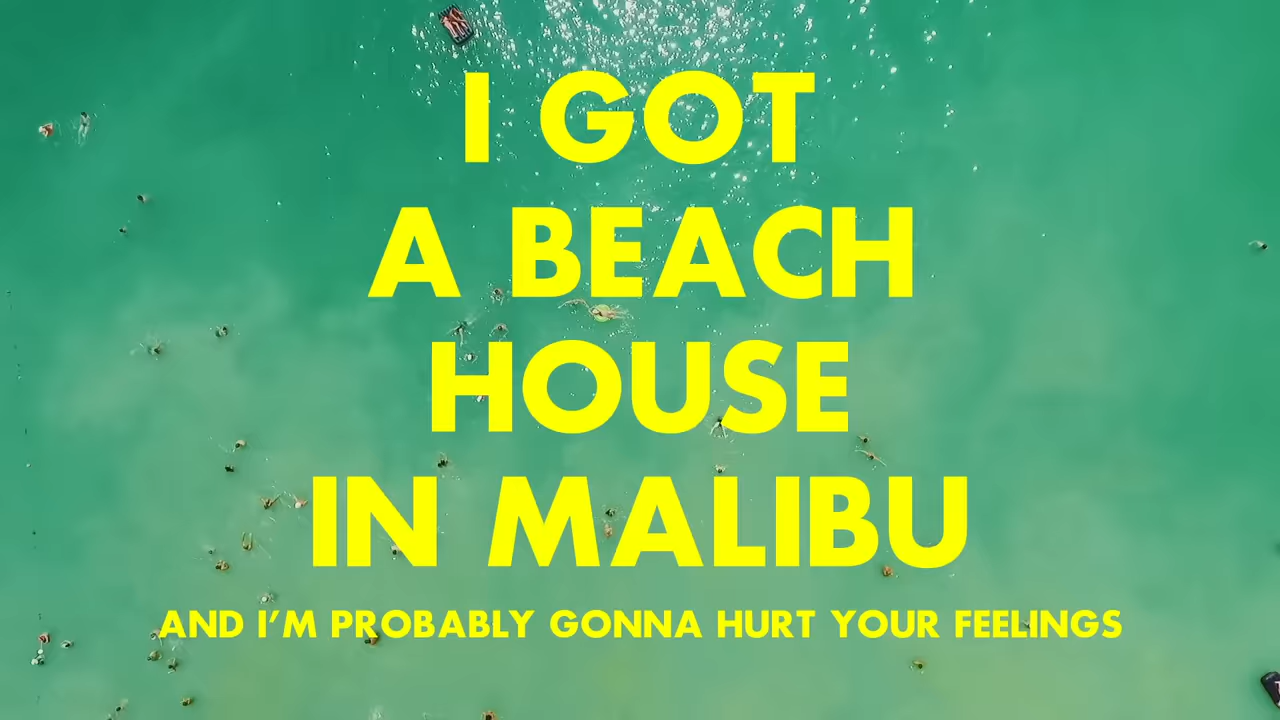 I GOT
A BEACH
HOUSE
IN MALIBU
AND I’M PROBABLY GONNA HURT YOUR FEELINGS